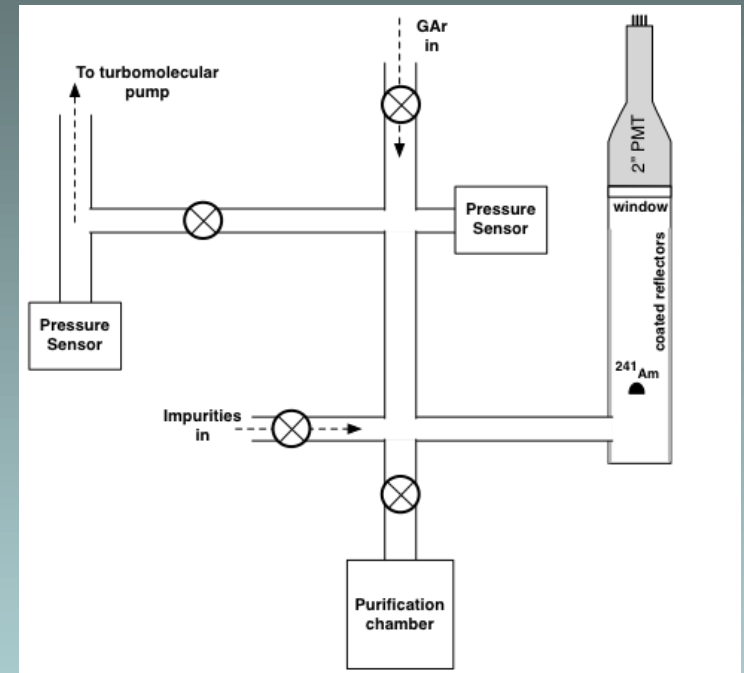 GAr
in
To turbomolecular
pump
2" PMT
Pressure
Sensor
window
coated reflectors
Pressure
Sensor
241Am
Impurities
in
Purification
chamber